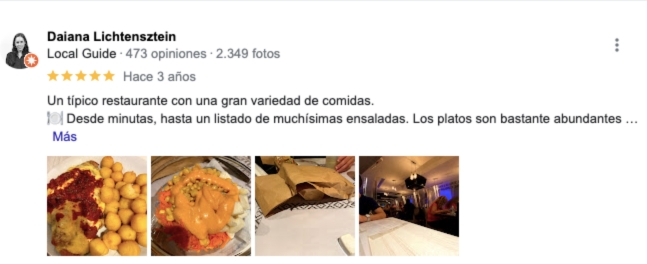 Daiana Lichtensztein
Local Guide · 473 opiniones · 2.349 fotos
Hace 3 años
Un típico restaurante con una gran variedad de comidas.
🍽️ Desde minutas, hasta un listado de muchísimas ensaladas. Los platos son bastante abundantes …
Más